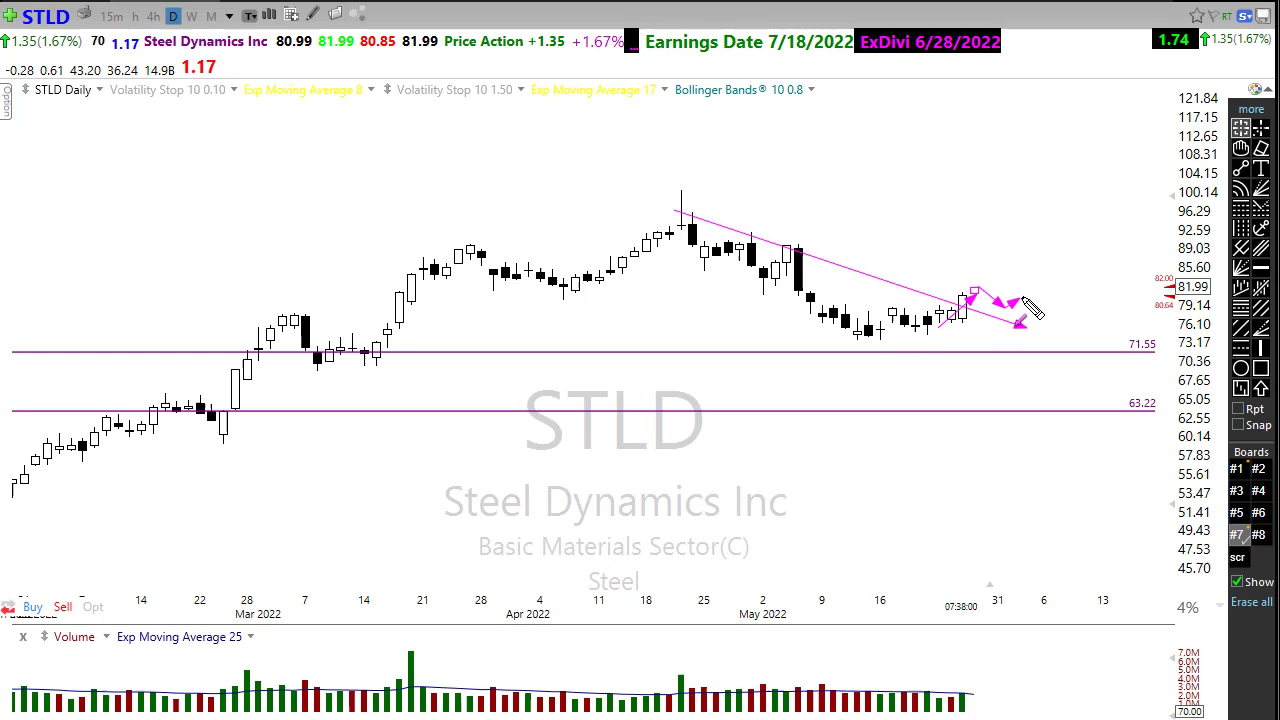 STLD 15m h 4h D W M T RT S
1.35(1.67%) 70 1.17 Steel Dynamics Inc 80.99 81.99 80.85 81.99 Price Action +1.35 +1.67% ... Earnings Date 7/18/2022 ExDivi 6/28/2022 1.74 1.35(1.67%)
-0.28 0.61 43.20 36.24 14.9B 1.17
Option
STLD Daily Volatility Stop 10 0.10 Exp Moving Average 8 Volatility Stop 10 1.50 Exp Moving Average 17 Bollinger Bands® 10 0.8
121.84
117.15
112.65
108.31
104.15
100.14
96.29
92.59
89.03
85.60
82.00
81.99
80.64
79.14
76.10
73.17
71.55
70.36
67.65
65.05
63.22
62.55
60.14
57.83
55.61
53.47
51.41
49.43
47.53
45.70
STLD
Steel Dynamics Inc
Basic Materials Sector(C)
Steel
more
Rpt
Snap
Boards
#1 #2
#3 #4
#5 #6
#7 #8
scr
Show
Erase all
14 22 28 7 14 21 28 4 11 18 25 2 9 16 07:38:00 31 6 13
Buy Sell Opt Mar 2022 Apr 2022 May 2022 4%
X Volume Exp Moving Average 25
7.0M
6.0M
5.0M
4.0M
3.0M
2.0M
1.0M
70.00